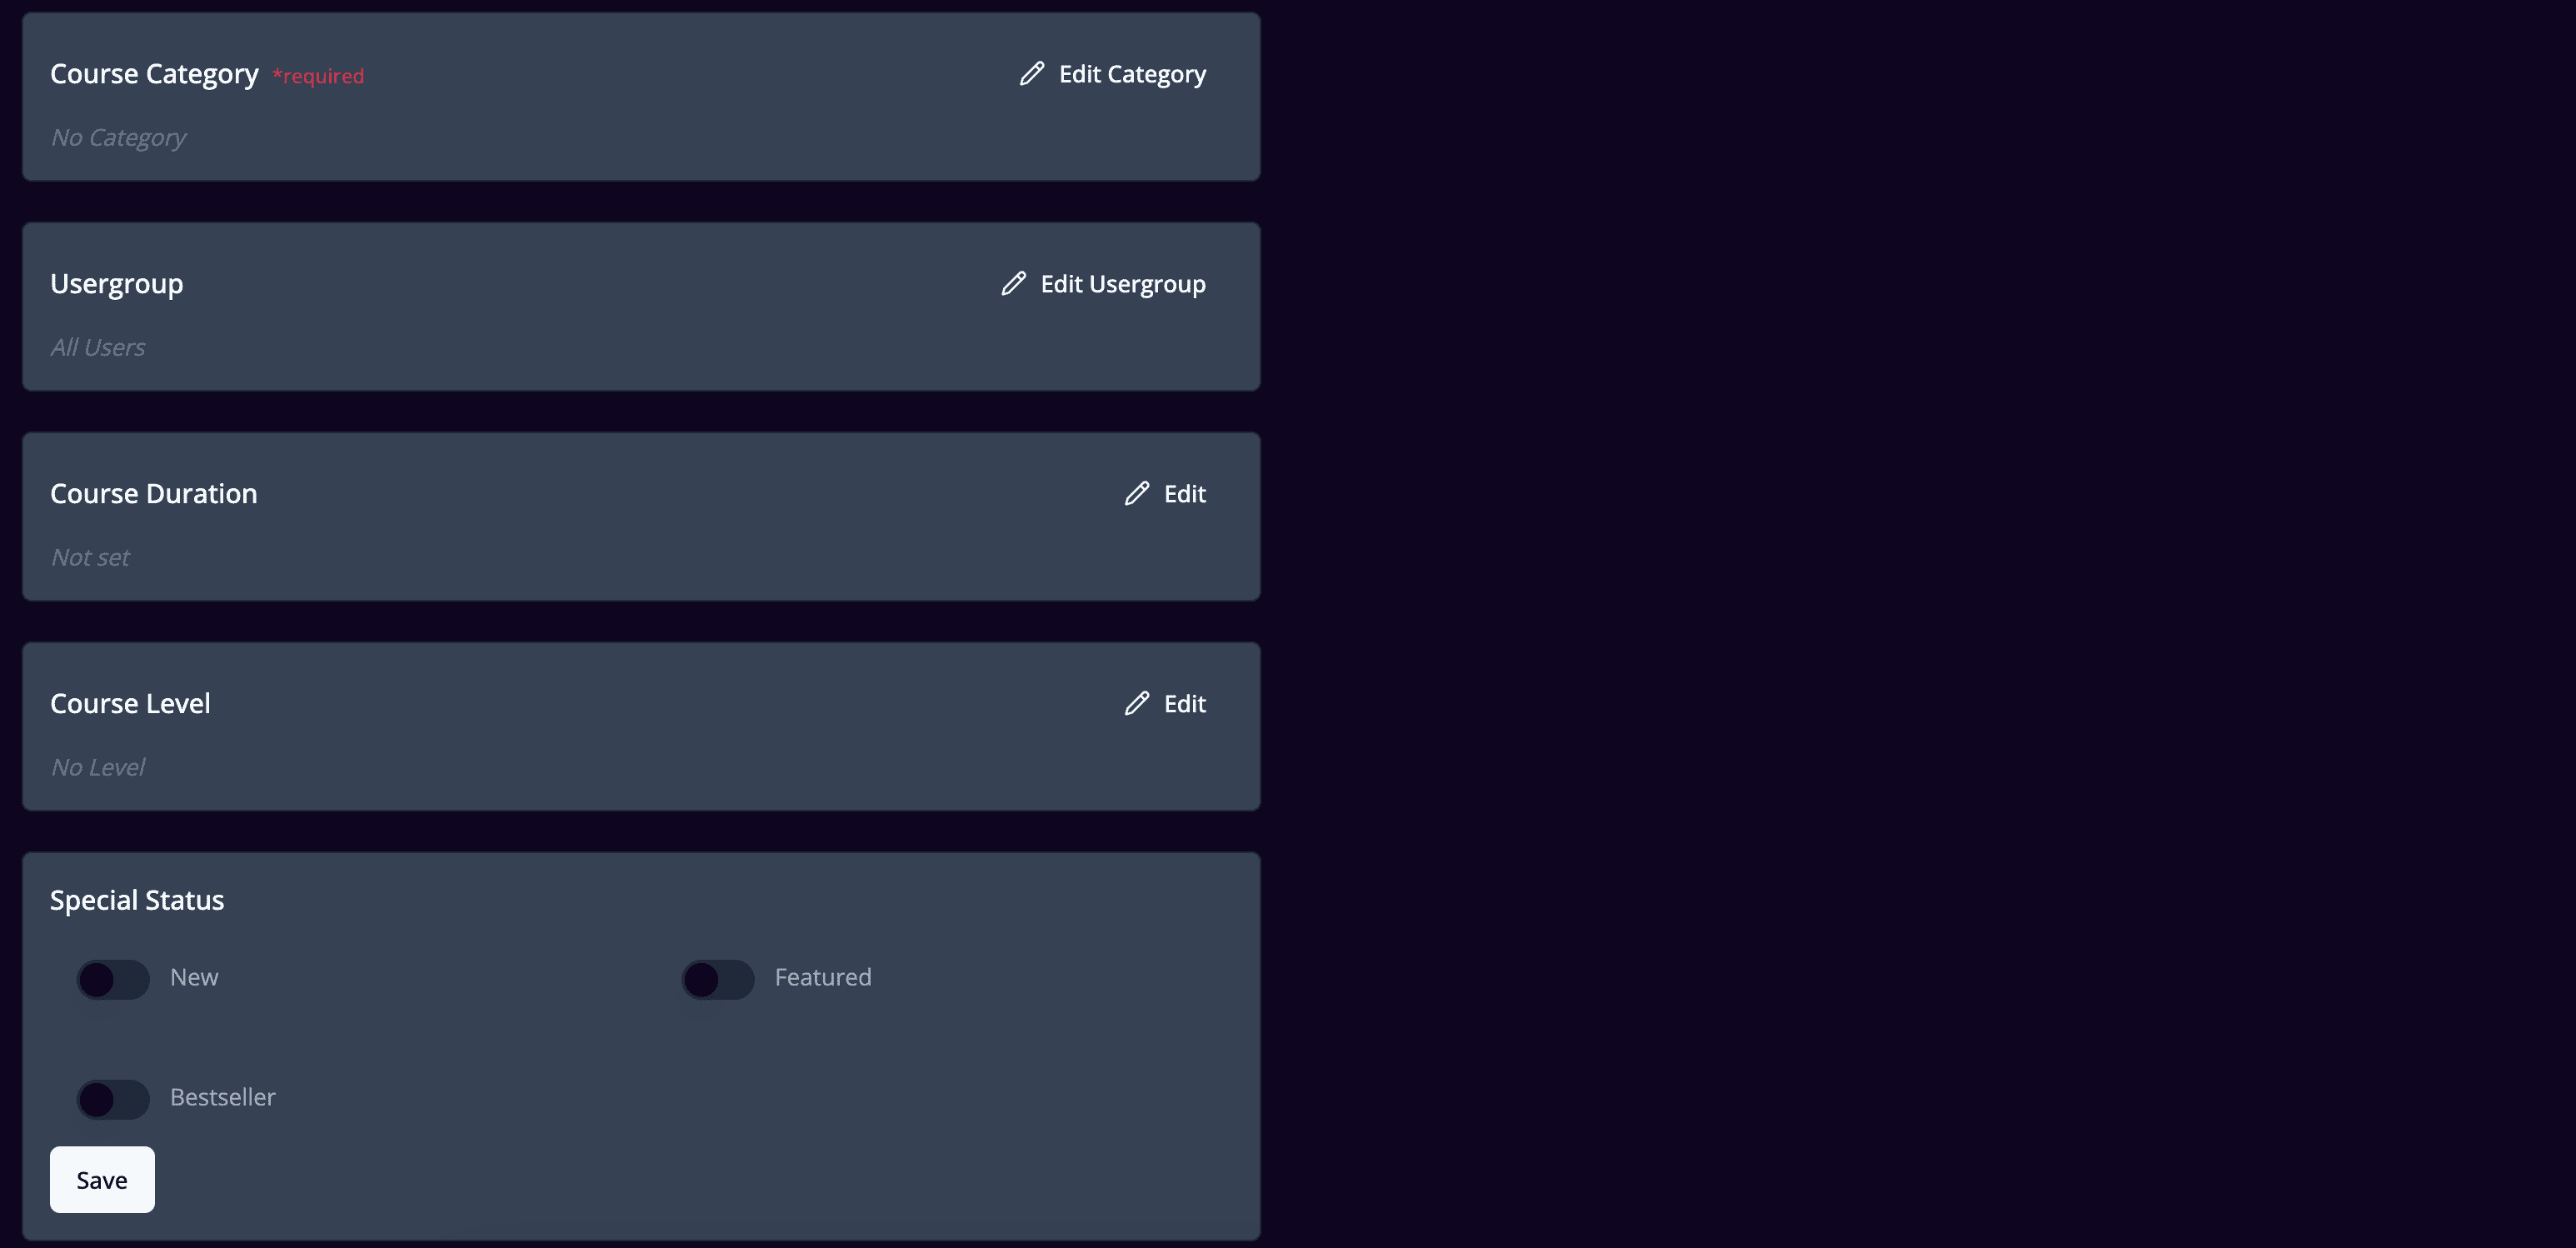 Course Category *required
Edit Category
No Category
Usergroup
Edit Usergroup
All Users
Course Duration
Edit
Not set
Course Level
Edit
No Level
Special Status
New
Featured
Bestseller
Save